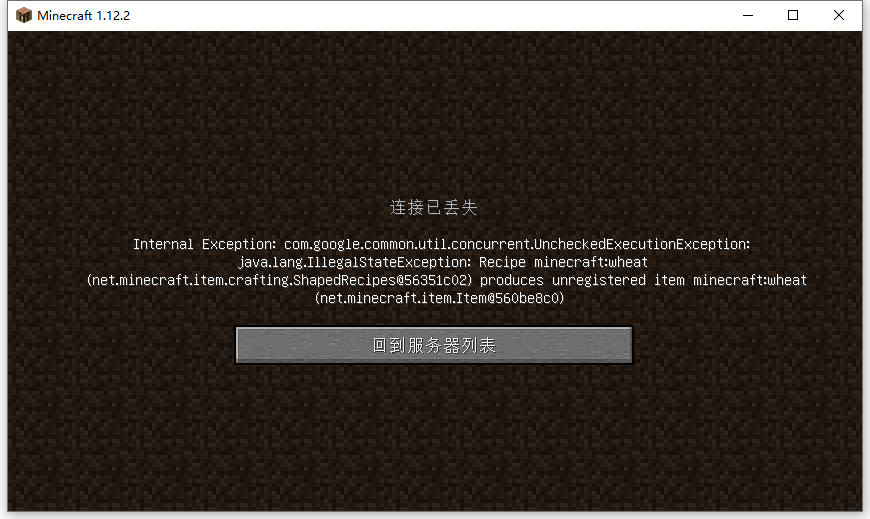 Minecraft 1.12.2
连接已丢失
Internal Exception: com.google.common.util.concurrent.UncheckedExecutionException:
java.lang.IllegalStateException: Recipe minecraft:wheat
(net.minecraft.item.crafting.ShapedRecipes@56351c02) produces unregistered item minecraft:wheat
(net.minecraft.item.Item@560be8c0)
回到服务器列表